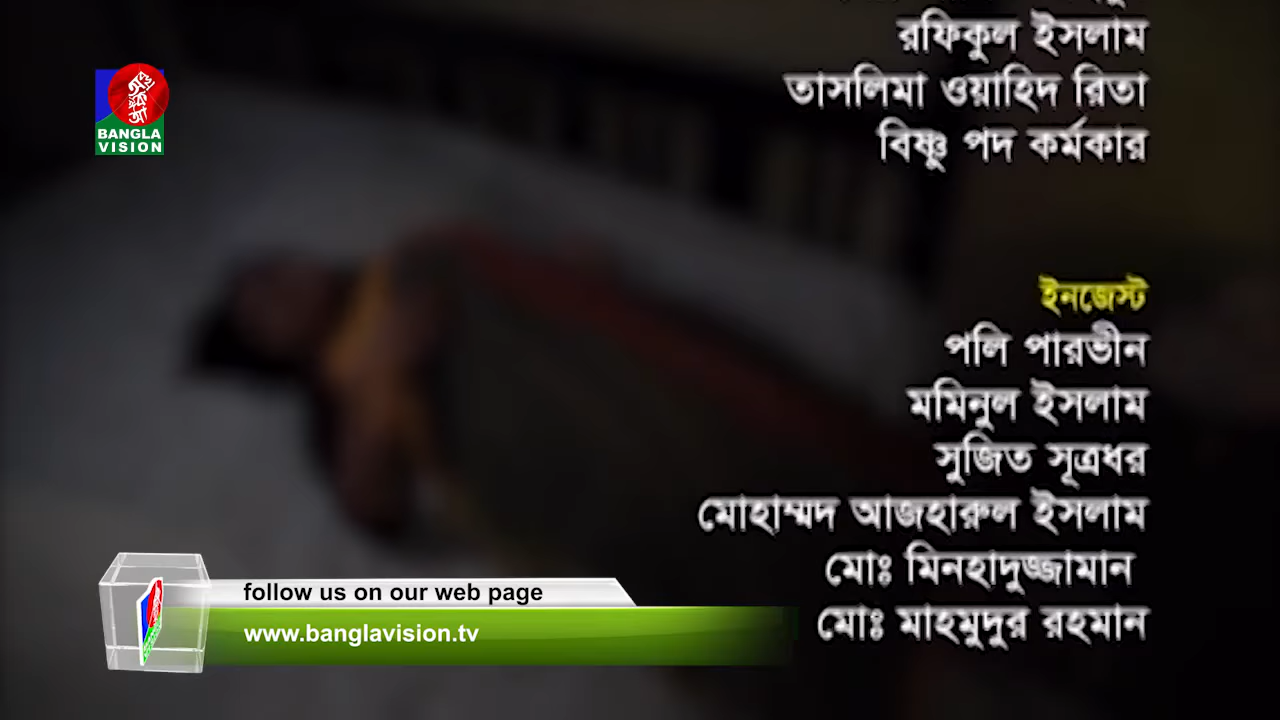 রফিকুল ইসলাম
তাসলিমা ওয়াহিদ রিতা
বিষ্ণু পদ কর্মকার
BANGLA
VISION
ইনজেস্ট
পলি পারভীন
মমিনুল ইসলাম
সুজিত সূত্রধর
মোহাম্মদ আজহারুল ইসলাম
মোঃ মিনহাদুজ্জামান
মোঃ মাহমুদুর রহমান
follow us on our web page
www.banglavision.tv